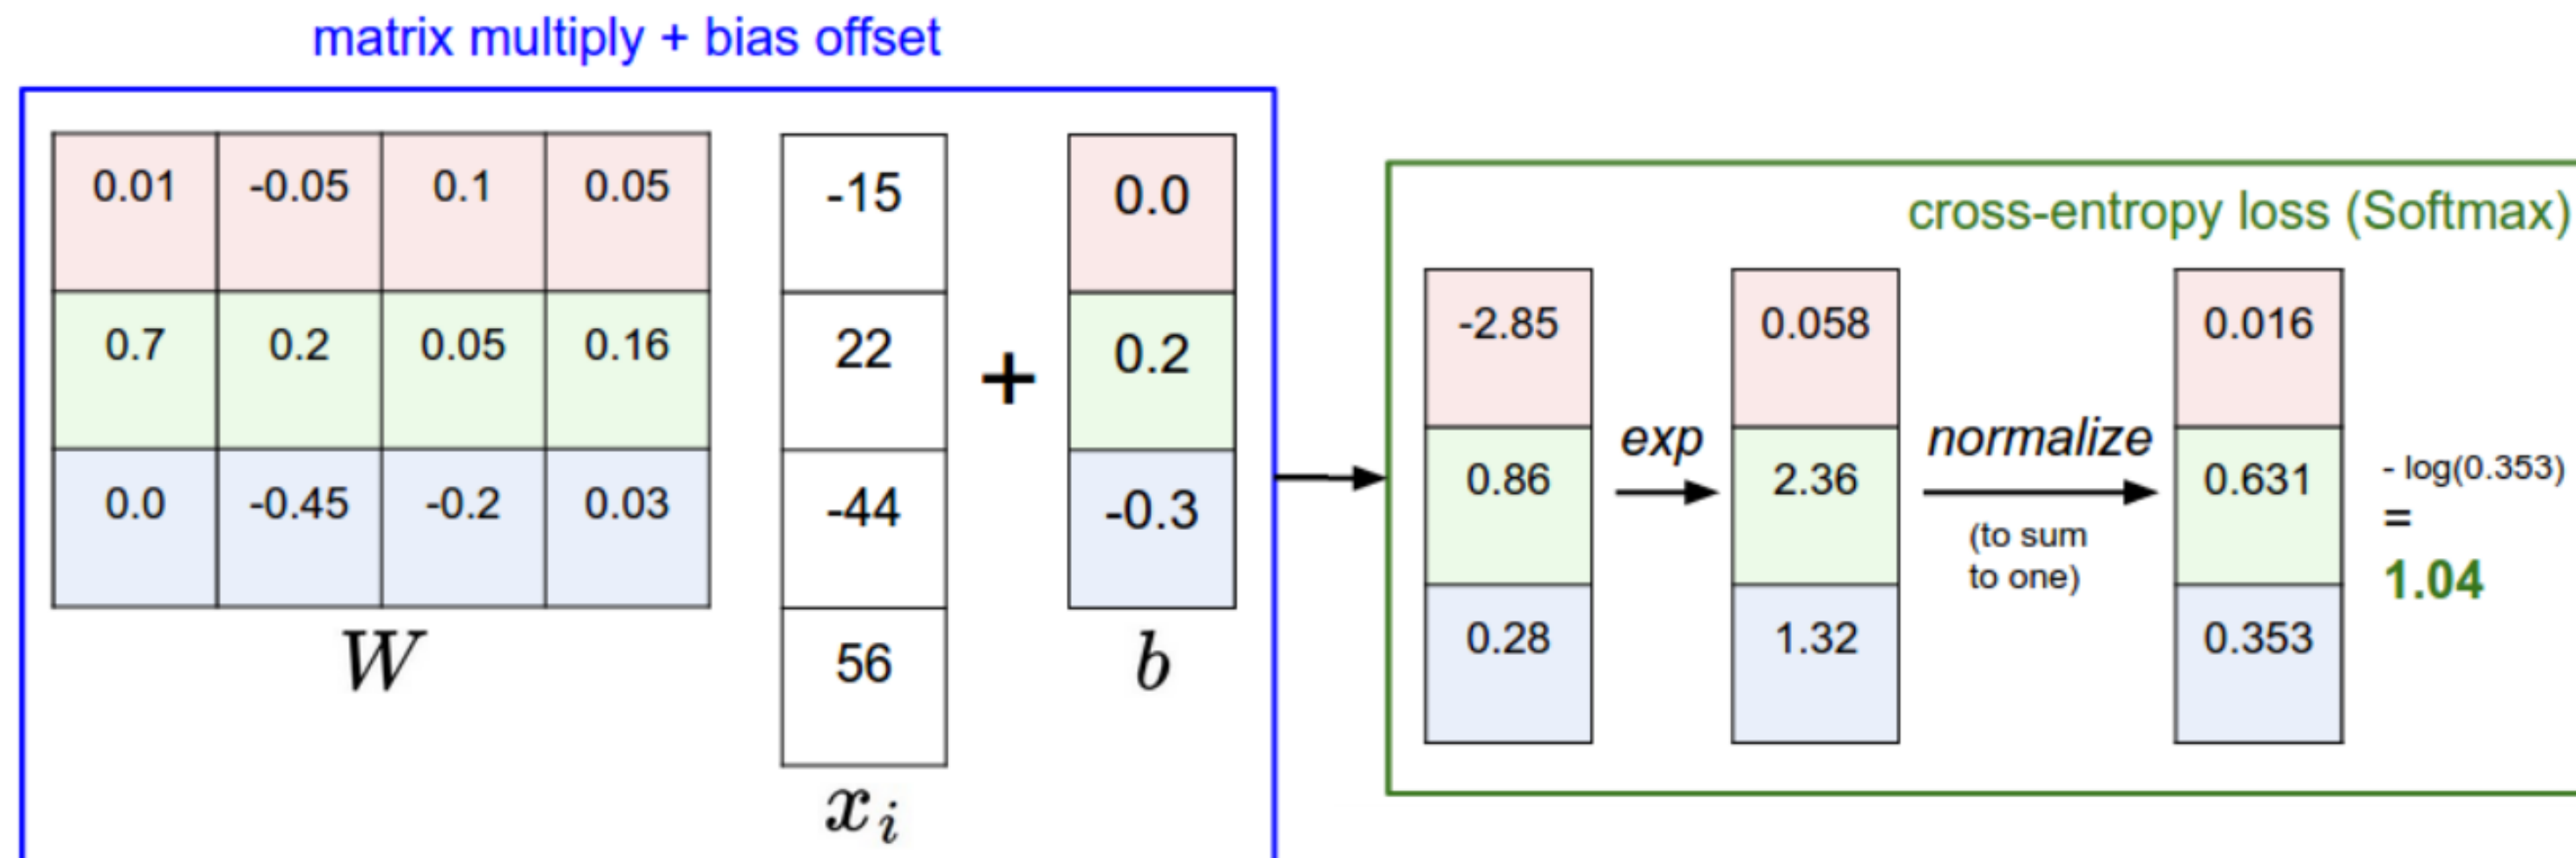 matrix multiply + bias offset
0.01 -0.05 0.1 0.05
0.7 0.2 0.05 0.16
0.0 -0.45 -0.2 0.03
W
-15
22
-44
56
x_i
+
0.0
0.2
-0.3
b
cross-entropy loss (Softmax)
-2.85
0.86
0.28
exp
0.058
2.36
1.32
normalize
(to sum
to one)
0.016
0.631
0.353
- log(0.353)
=
1.04